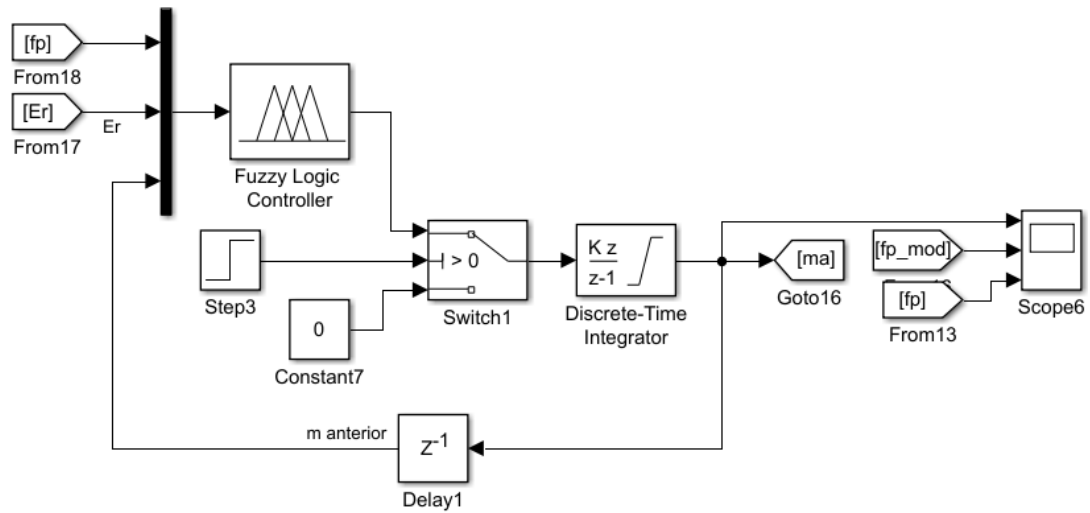 [fp]
From18
[Er]
Er
From17
Fuzzy Logic
Controller
Step3
> 0
Switch1
0
Constant7
K z
z-1
Discrete-Time
Integrator
[ma]
Goto16
[fp_mod]
[fp]
From13
Scope6
m anterior
Z-1
Delay1